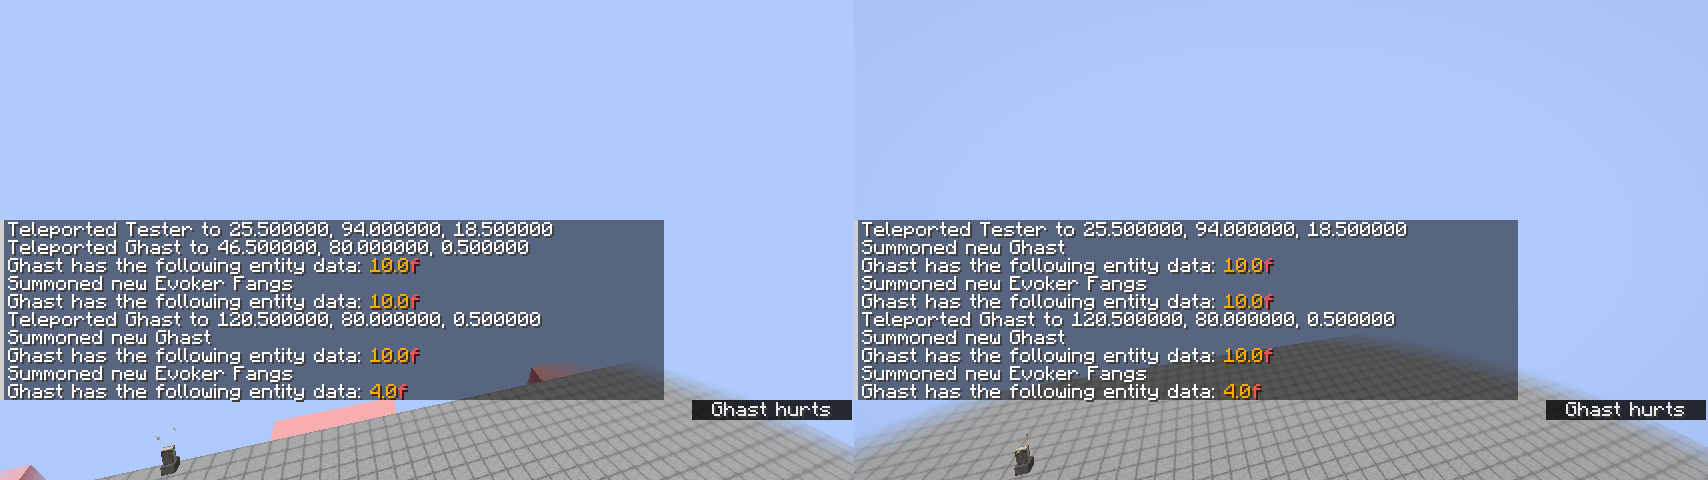 Teleported Tester to 25.500000, 94.000000, 18.500000
Teleported Ghast to 46.500000, 80.000000, 0.500000
Ghast has the following entity data: 10.0f
Summoned new Evoker Fangs
Ghast has the following entity data: 10.0f
Teleported Ghast to 120.500000, 80.000000, 0.500000
Summoned new Ghast
Ghast has the following entity data: 10.0f
Summoned new Evoker Fangs
Ghast has the following entity data: 4.0f
Ghast hurts
Teleported Tester to 25.500000, 94.000000, 18.500000
Summoned new Ghast
Ghast has the following entity data: 10.0f
Summoned new Evoker Fangs
Ghast has the following entity data: 10.0f
Teleported Ghast to 120.500000, 80.000000, 0.500000
Summoned new Ghast
Ghast has the following entity data: 10.0f
Summoned new Evoker Fangs
Ghast has the following entity data: 4.0f
Ghast hurts